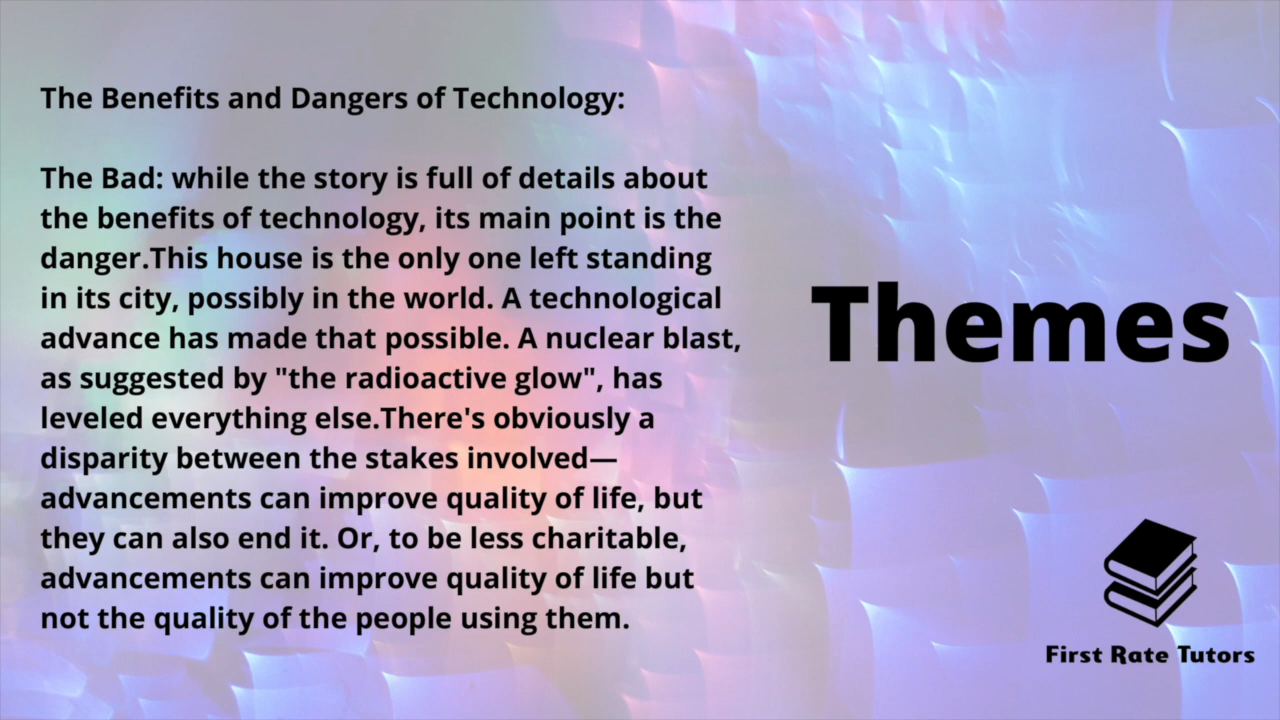 The Benefits and Dangers of Technology:
The Bad: while the story is full of details about
the benefits of technology, its main point is the
danger.This house is the only one left standing
in its city, possibly in the world. A technological
advance has made that possible. A nuclear blast,
as suggested by "the radioactive glow", has
leveled everything else.There's obviously a
disparity between the stakes involved—
advancements can improve quality of life, but
they can also end it. Or, to be less charitable,
advancements can improve quality of life but
not the quality of the people using them.
Themes
First Rate Tutors